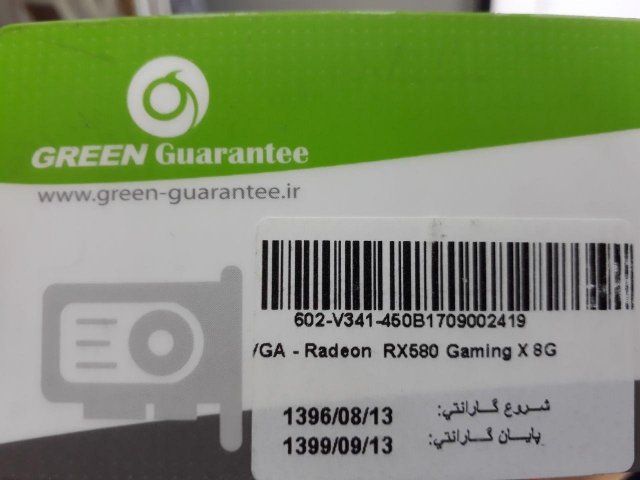 GREEN Guarantee
www.green-guarantee.ir
602-V341-450B1709002419
VGA - Radeon RX580 Gaming X 8G
شروع گارانتي: 1396/08/13
پايان گارانتي: 1399/09/13